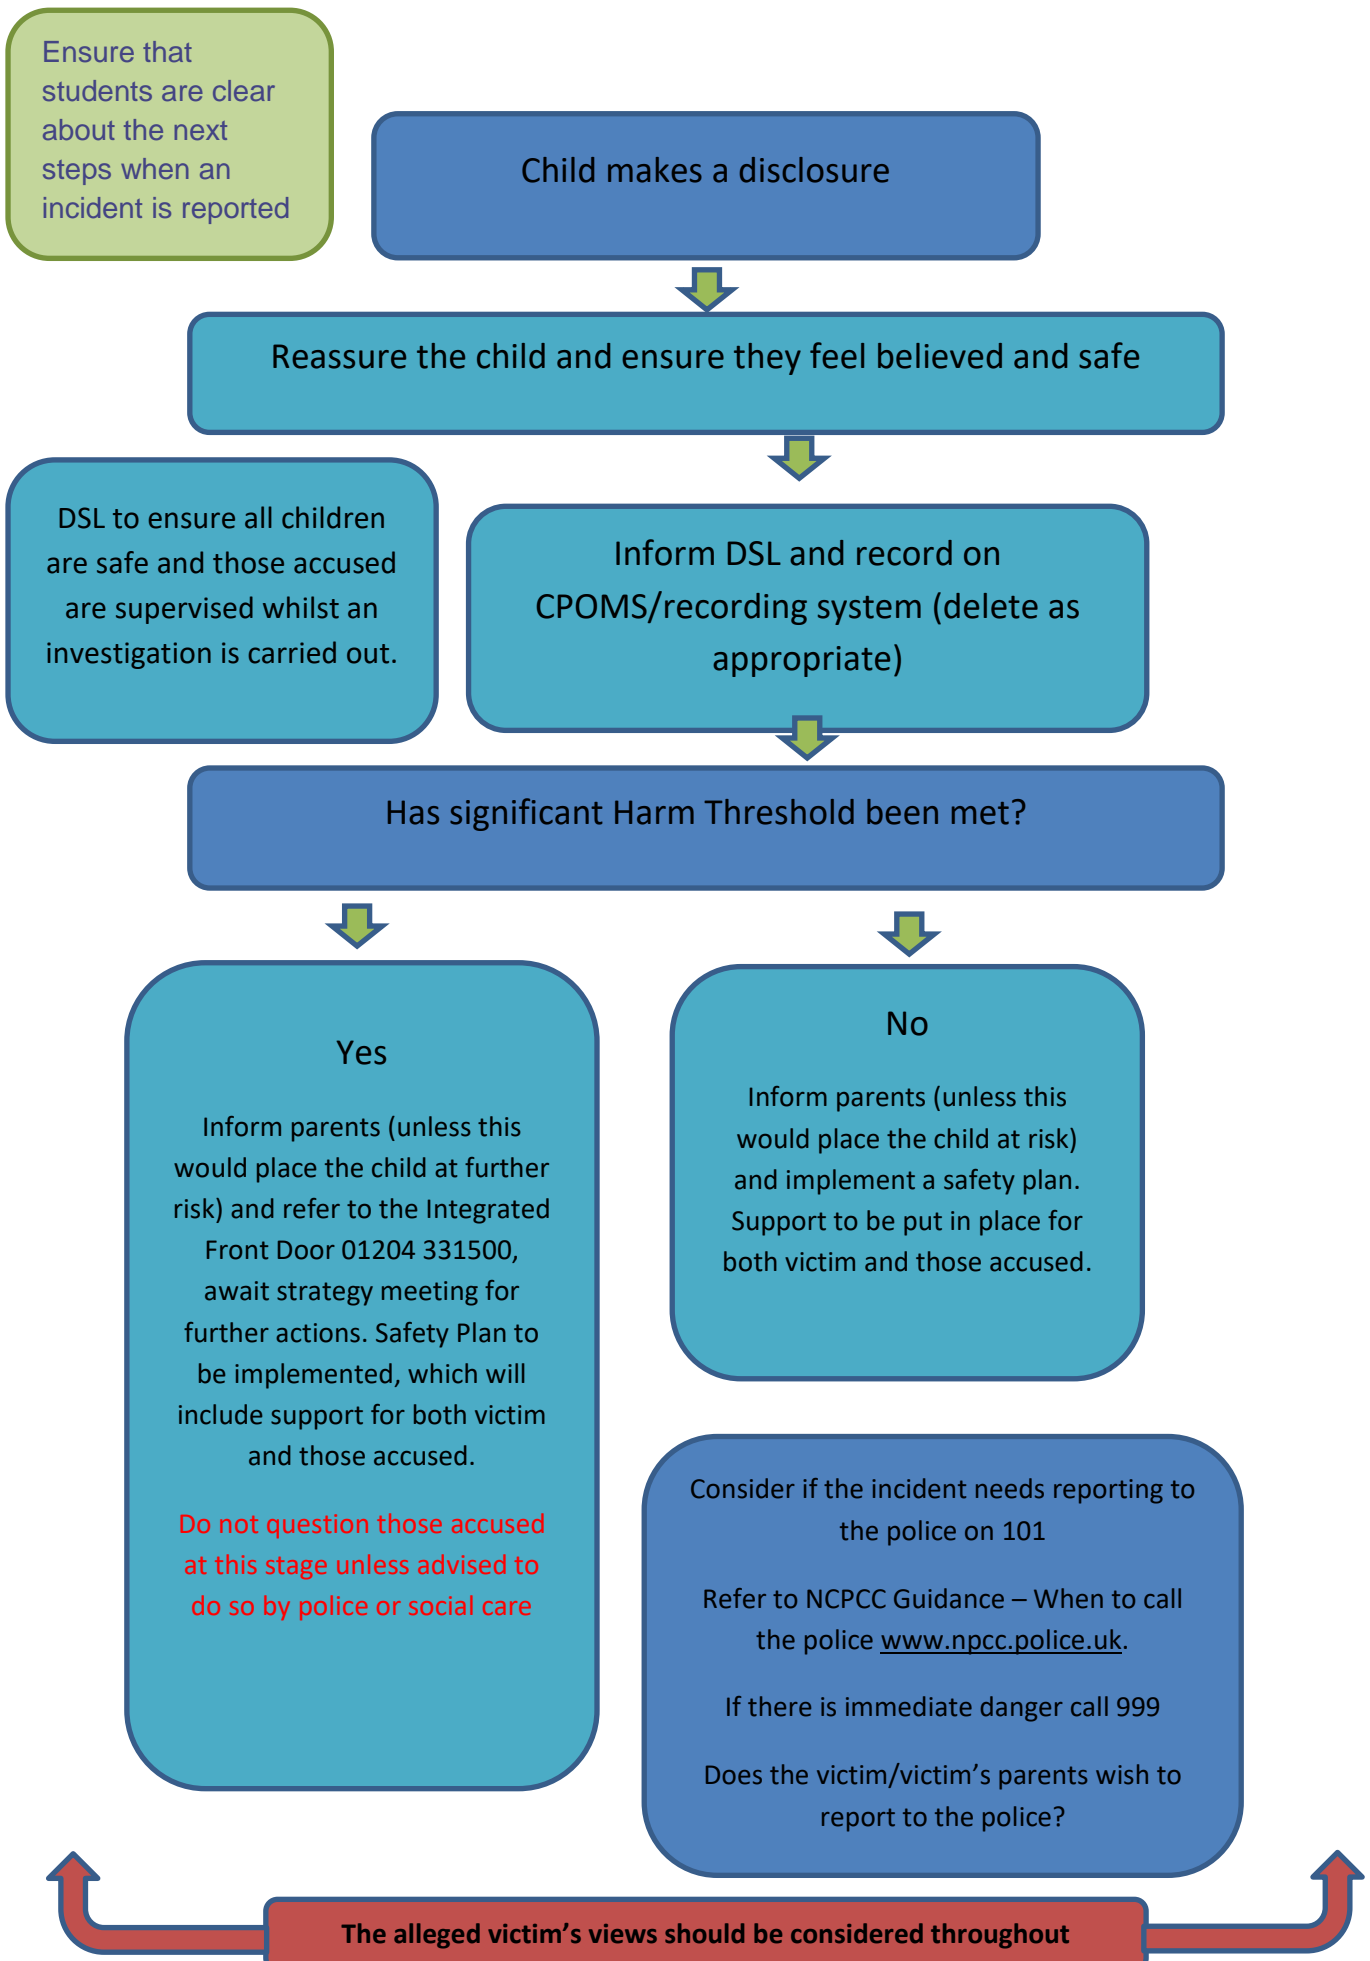 Ensure that
students are clear
about the next
steps when an
incident is reported
Child makes a disclosure
Reassure the child and ensure they feel believed and safe
DSL to ensure all children
are safe and those accused
are supervised whilst an
investigation is carried out.
Inform DSL and record on
CPOMS/recording system (delete as
appropriate)
Has significant Harm Threshold been met?
Yes
Inform parents (unless this
would place the child at further
risk) and refer to the Integrated
Front Door 01204 331500,
await strategy meeting for
further actions. Safety Plan to
be implemented, which will
include support for both victim
and those accused.
Do not question those accused
at this stage unless advised to
do so by police or social care
No
Inform parents (unless this
would place the child at risk)
and implement a safety plan.
Support to be put in place for
both victim and those accused.
Consider if the incident needs reporting to
the police on 101
Refer to NCPCC Guidance – When to call
the police www.npcc.police.uk.
If there is immediate danger call 999
Does the victim/victim’s parents wish to
report to the police?
The alleged victim’s views should be considered throughout